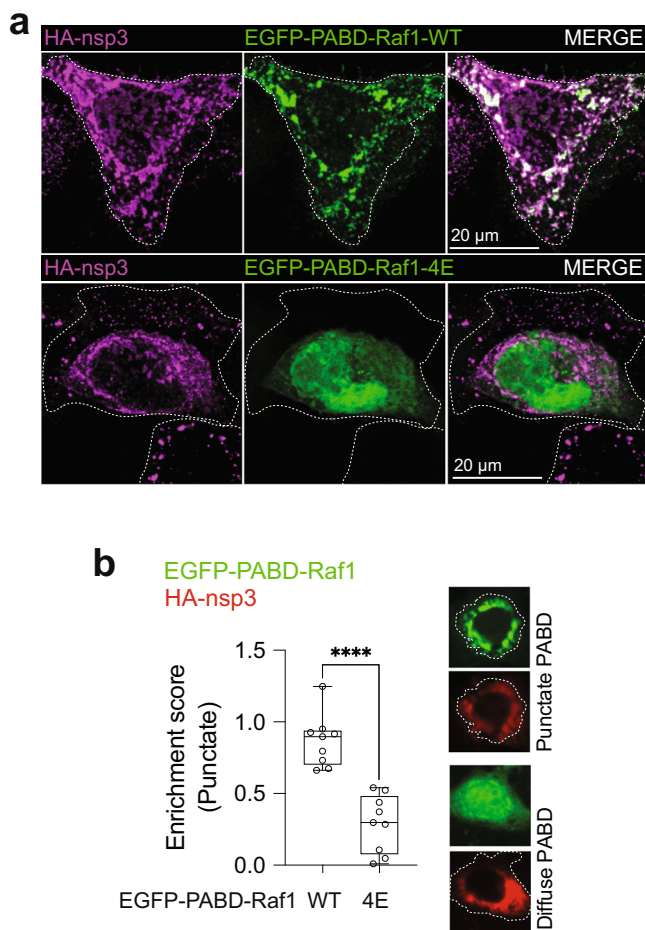 a
HA-nsp3 EGFP-PABD-Raf1-WT MERGE
20 μm
HA-nsp3 EGFP-PABD-Raf1-4E MERGE
20 μm
b
EGFP-PABD-Raf1
HA-nsp3
Enrichment score
(Punctate)
1.5
1.0
0.5
0.0
****
EGFP-PABD-Raf1 WT 4E
Punctate PABD
Diffuse PABD